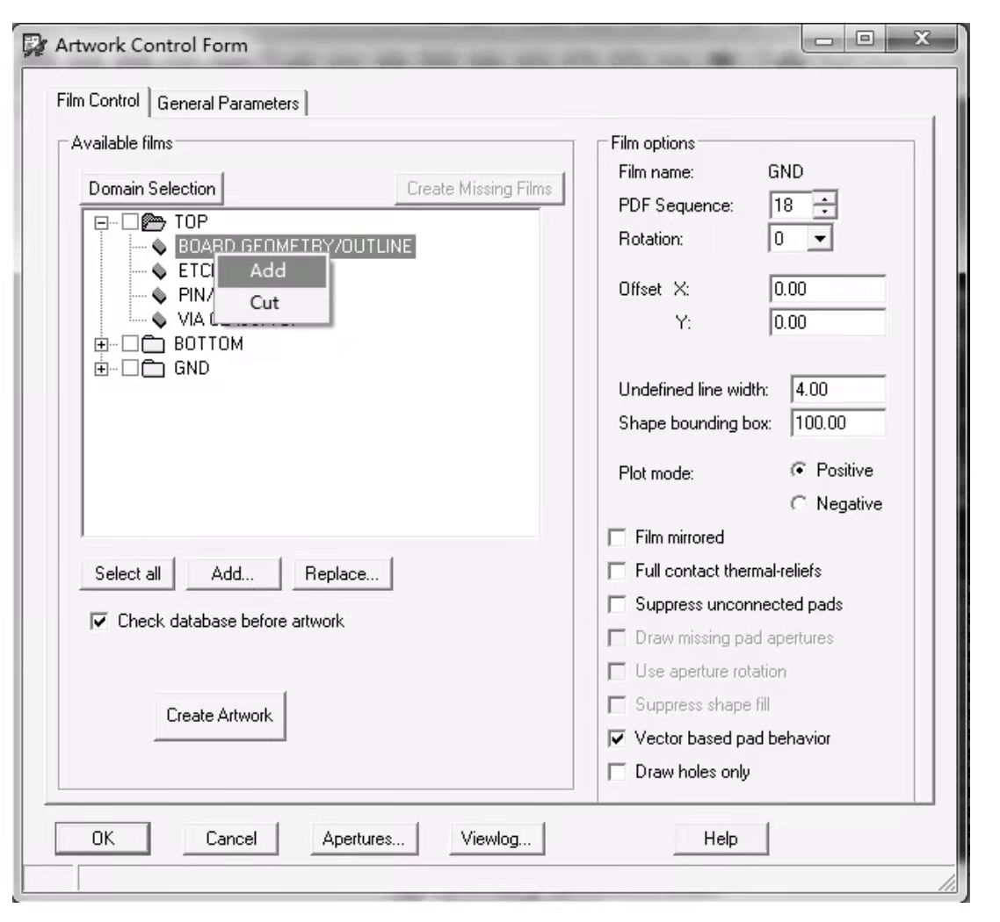 Artwork Control Form
Film Control
General Parameters
Available films
Domain Selection
Create Missing Films
TOP
BOARD GEOMETRY/OUTLINE
Add
PIN/
Cut
VIA
BOTTOM
GND
Select all
Add...
Replace...
Check database before artwork
Create Artwork
Film options
Film name: GND
PDF Sequence: 18
Rotation: 0
Offset X: 0.00
Y: 0.00
Undefined line width: 4.00
Shape bounding box: 100.00
Plot mode: Positive
Negative
Film mirrored
Full contact thermal-reliefs
Suppress unconnected pads
Draw missing pad apertures
Use aperture rotation
Suppress shape fill
Vector based pad behavior
Draw holes only
OK
Cancel
Apertures...
Viewlog...
Help